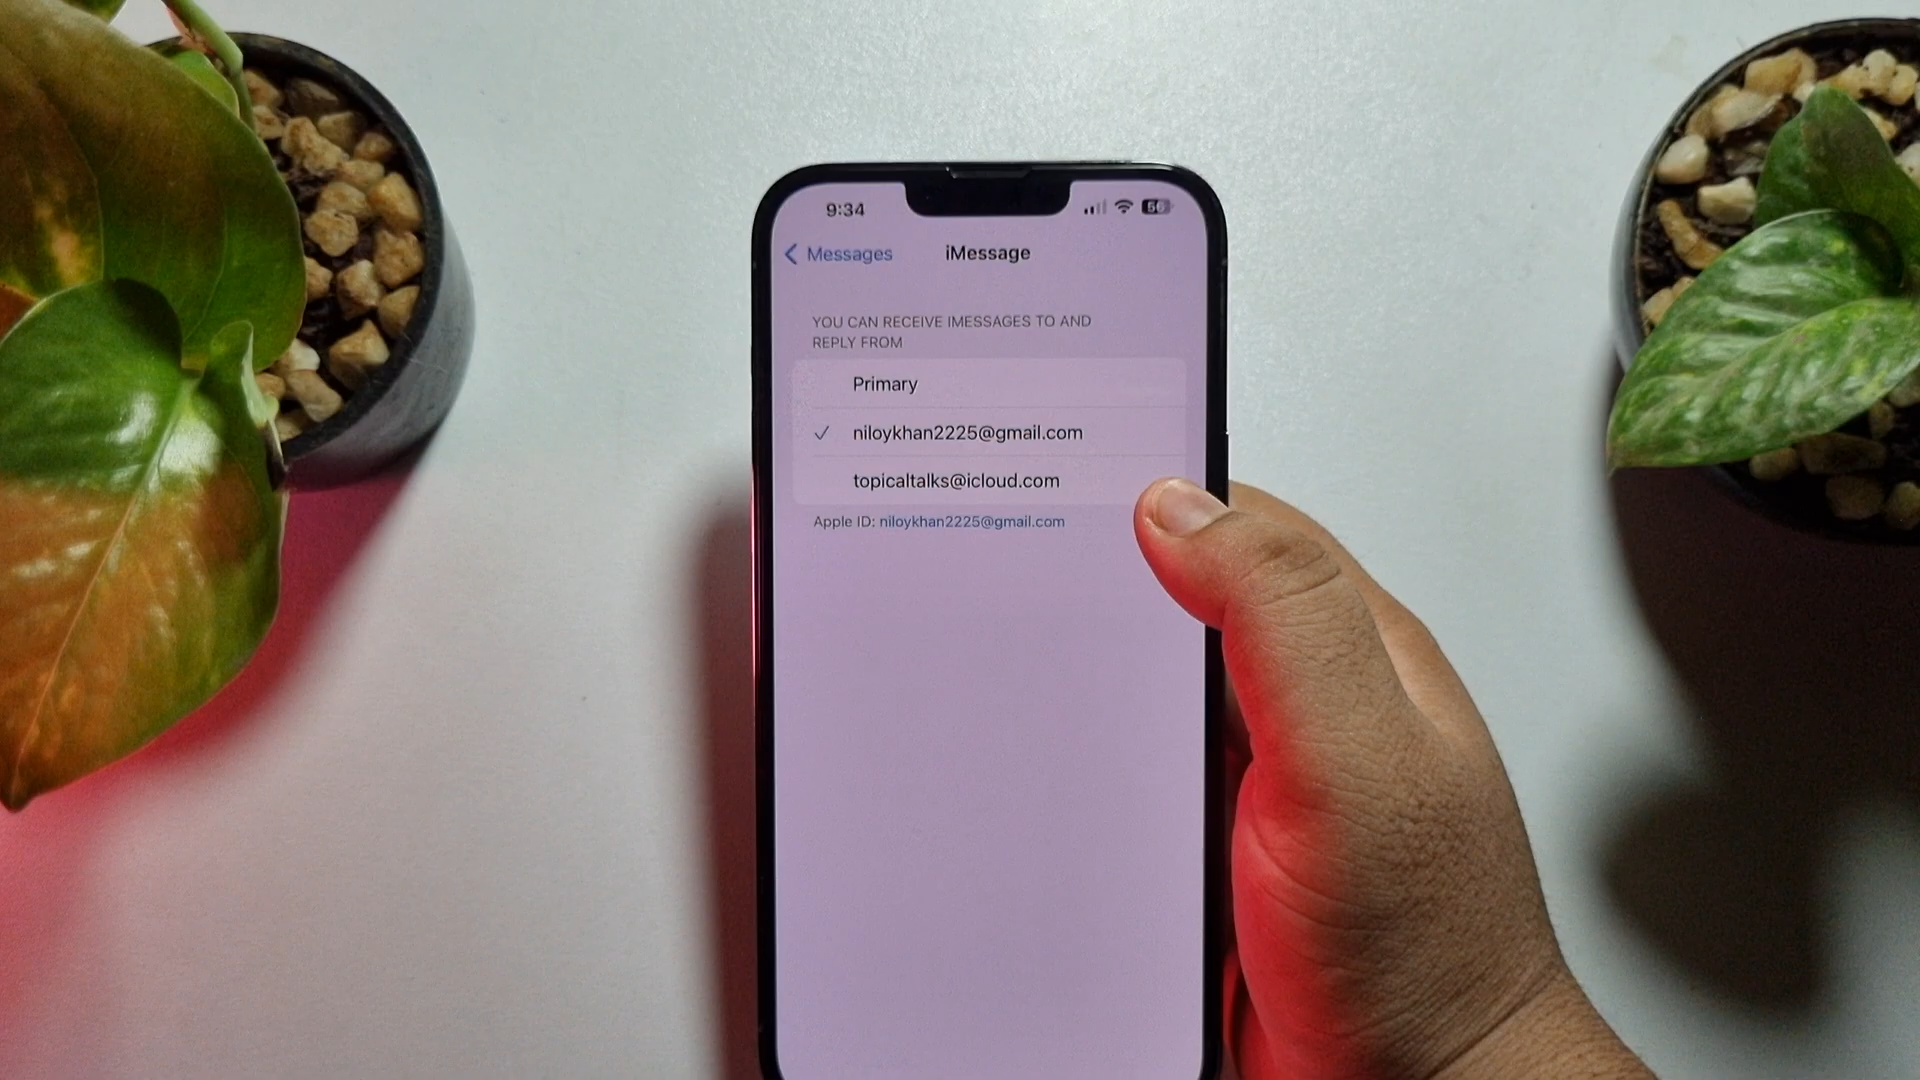 9:34
56
Messages
iMessage
YOU CAN RECEIVE IMESSAGES TO AND
REPLY FROM
Primary
niloykhan2225@gmail.com
topicaltalks@icloud.com
Apple ID: niloykhan2225@gmail.com